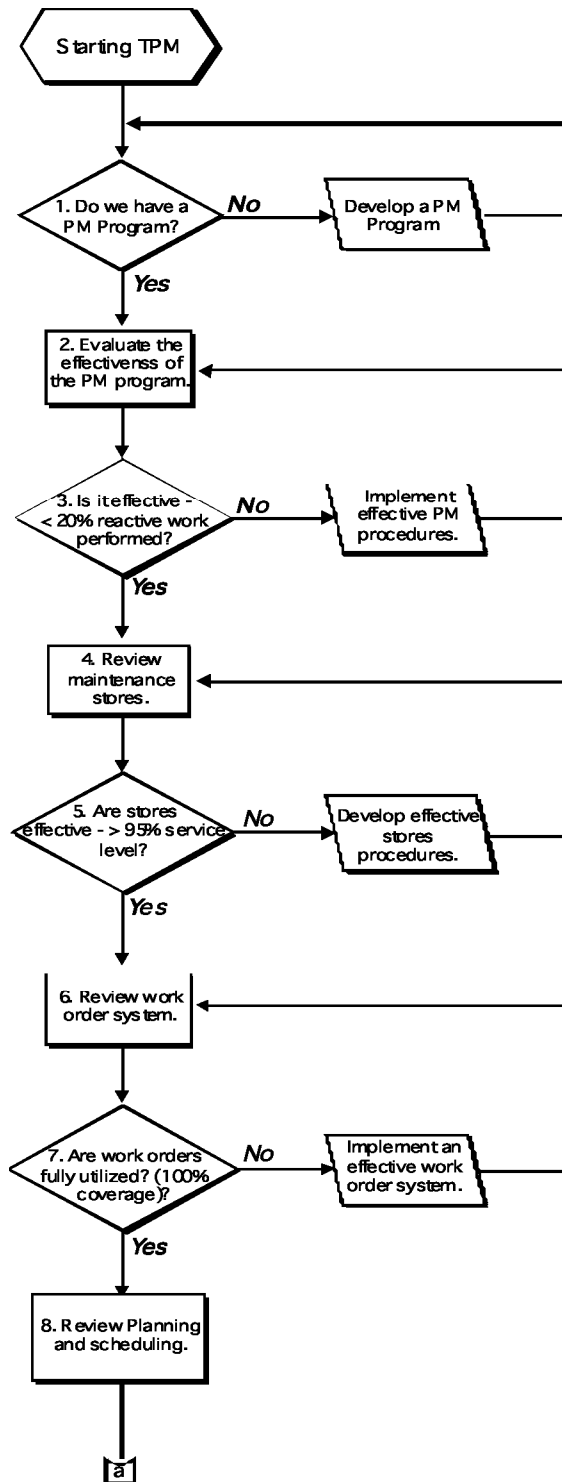 Starting TPM
1. Do we have a
PM Program?
No
Develop a PM
Program
Yes
2. Evaluate the
effectivenss of
the PM program.
3. Is it effective -
< 20% reactive work
performed?
No
Implement
effective PM
procedures.
Yes
4. Review
maintenance
stores.
5. Are stores
effective - > 95% service
level?
No
Develop effective
stores
procedures.
Yes
6. Review work
order system.
7. Are work orders
fully utilized? (100%
coverage)?
No
Implement an
effective work
order system.
Yes
8. Review Planning
and scheduling.
a